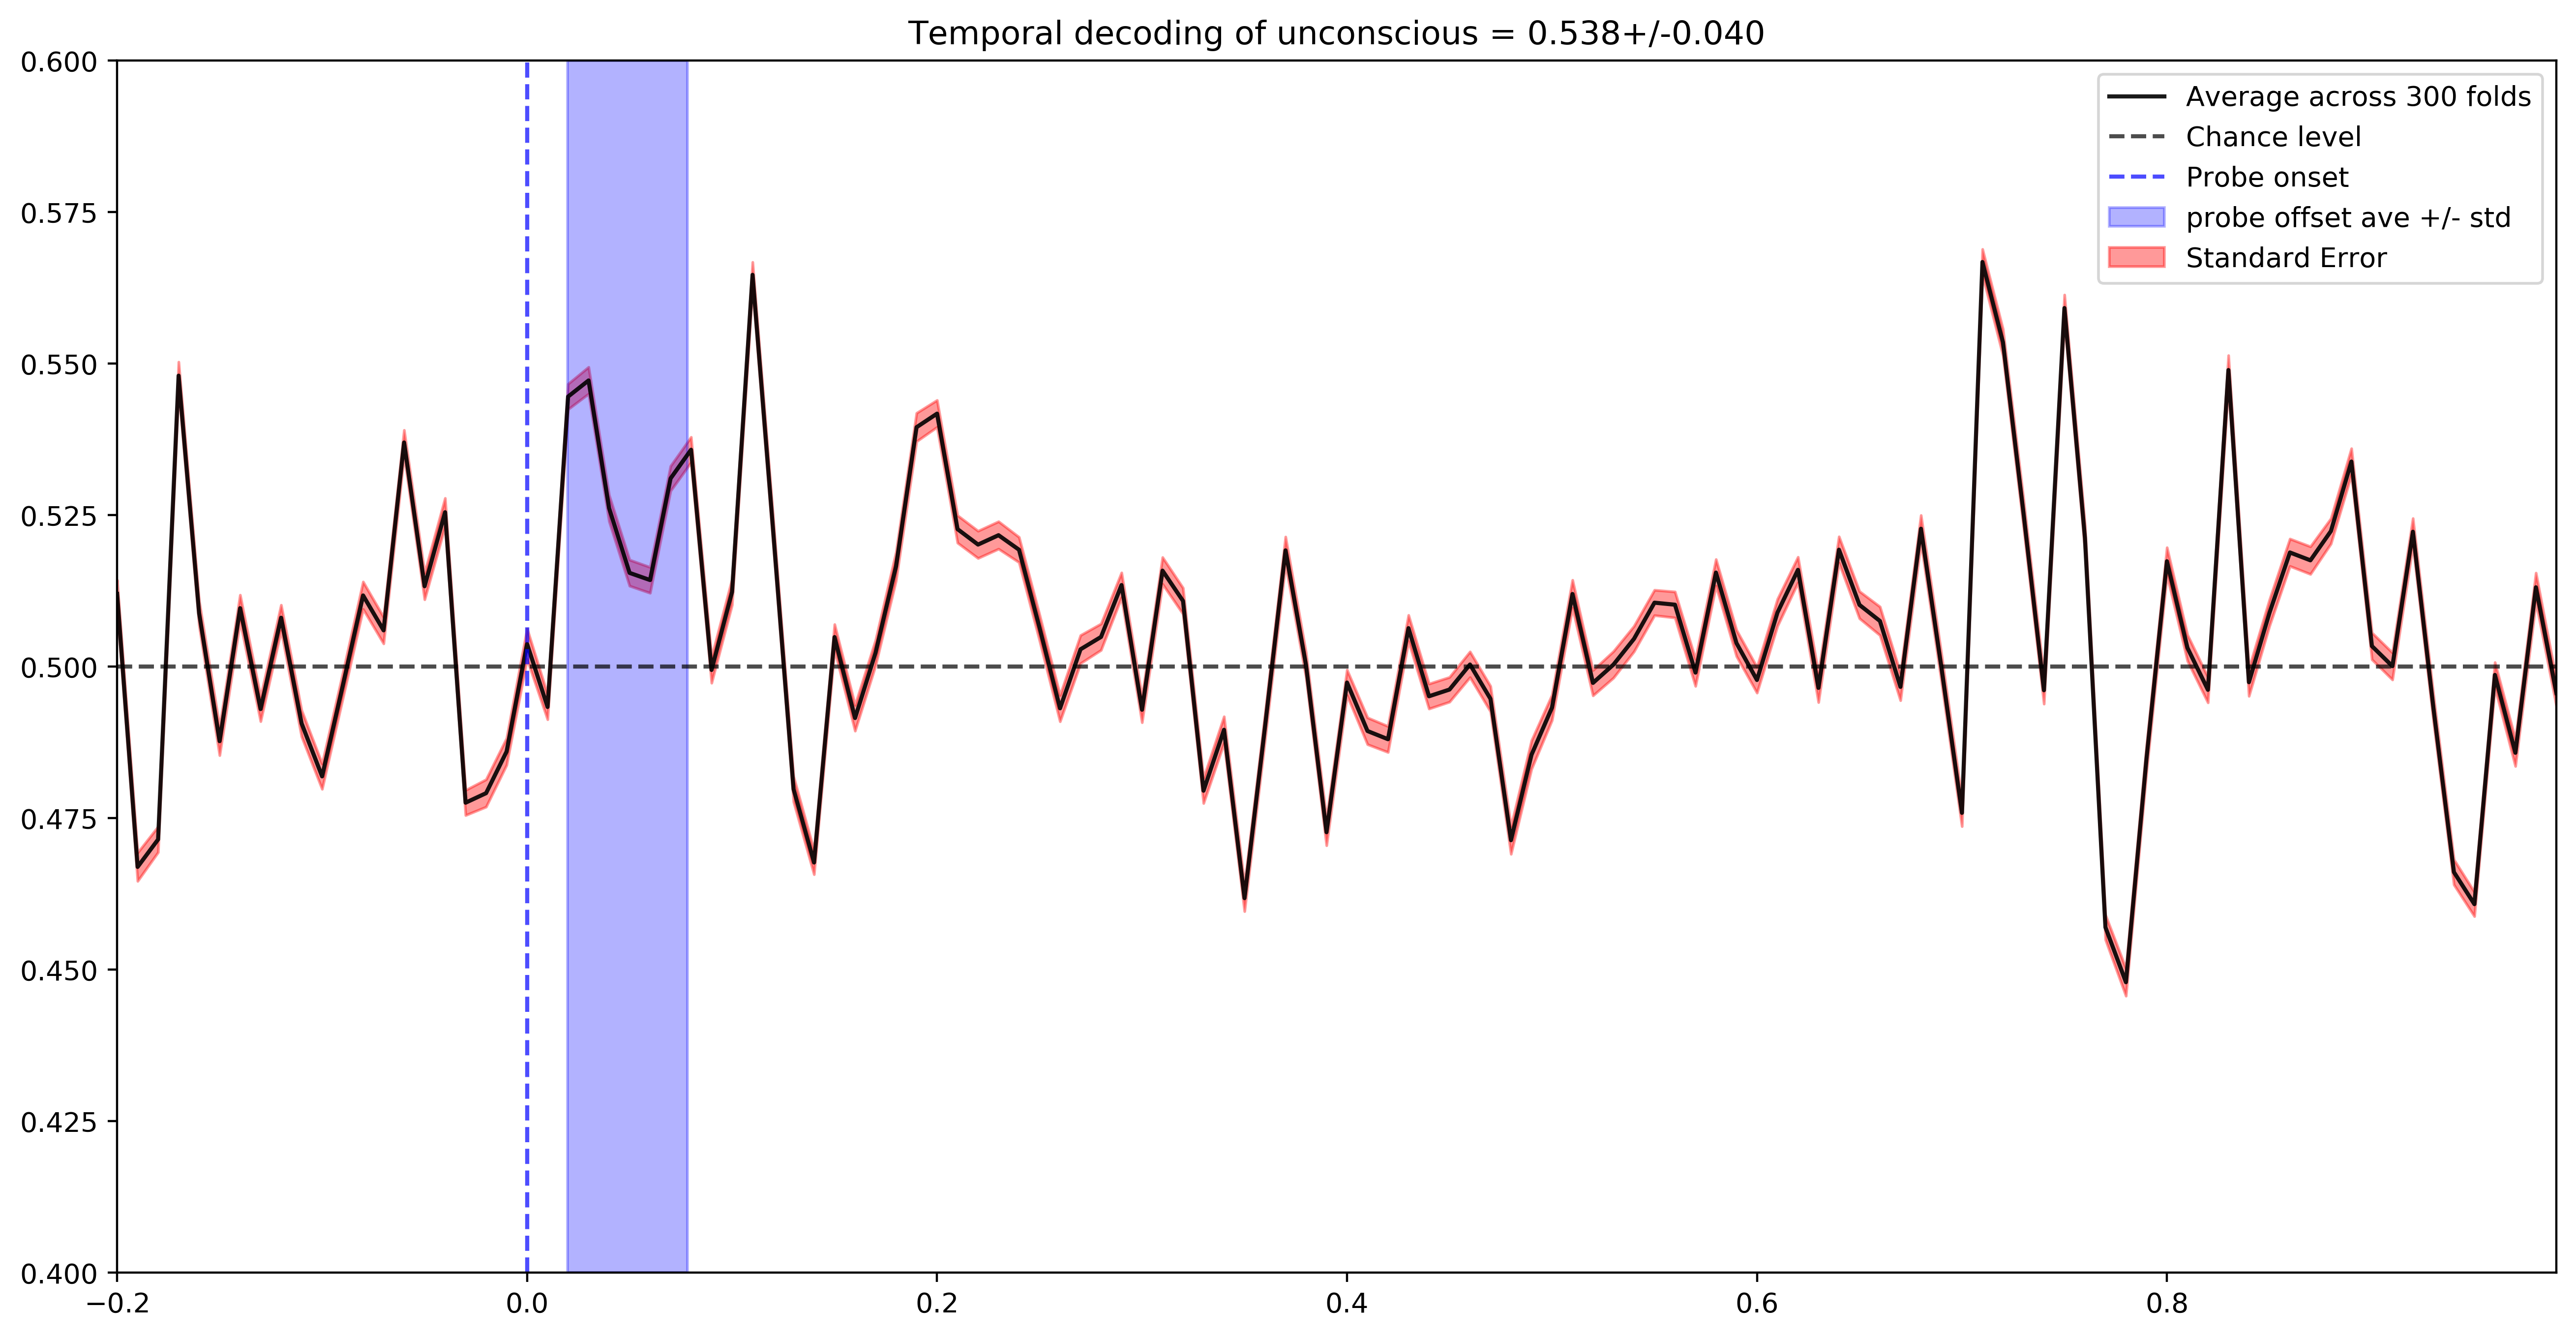 Temporal decoding of unconscious = 0.538+/-0.040
0.600
0.575
0.550
0.525
0.500
0.475
0.450
0.425
0.400
−0.2
0.0
0.2
0.4
0.6
0.8
Average across 300 folds
Chance level
Probe onset
probe offset ave +/- std
Standard Error